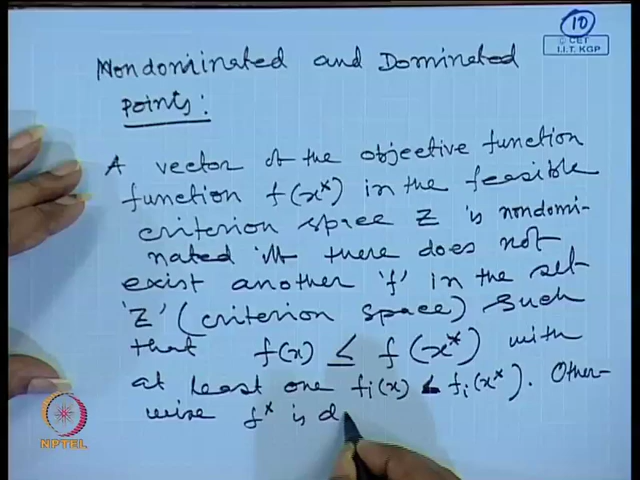 10
© CET
I.I.T. KGP
Nondominated and Dominated
points:
A vector of the objective function
function f(x*) in the feasible
criterion space Z is nondomi-
nated iff there does not
exist another 'f' in the set
'Z' (criterion space) such
that f(x) ≤ f(x*) with
at least one fi(x) < fi(x*). Other-
wise f* is d
NPTEL